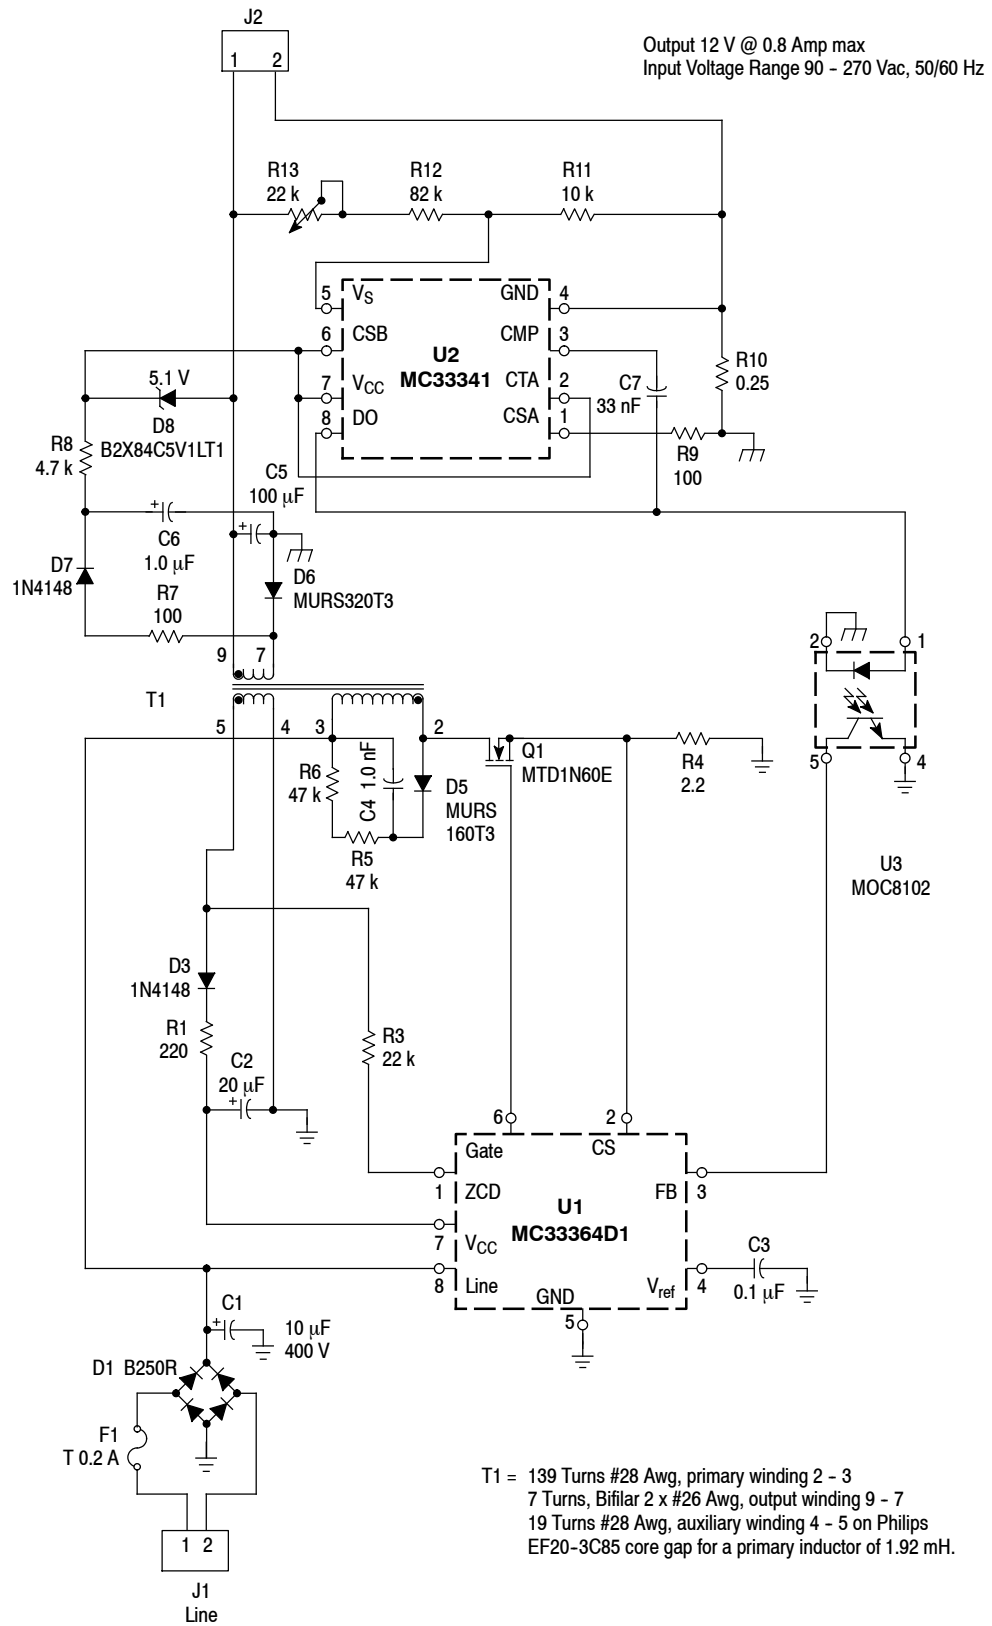 J2
1 2
Output 12 V @ 0.8 Amp max
Input Voltage Range 90 - 270 Vac, 50/60 Hz
R13
22 k
R12
82 k
R11
10 k
5
VS
GND
4
6
CSB
CMP
3
U2
MC33341
7
VCC
CTA
2
8
DO
CSA
1
C7
33 nF
R10
0.25
R9
100
5.1 V
D8
B2X84C5V1LT1
R8
4.7 k
C5
100 μF
+
+
C6
1.0 μF
D7
1N4148
R7
100
D6
MURS320T3
9
7
T1
5
4
3
2
R6
47 k
C4 1.0 nF
D5
MURS
160T3
R5
47 k
Q1
MTD1N60E
R4
2.2
2
1
5
4
U3
MOC8102
D3
1N4148
R1
220
R3
22 k
C2
20 μF
+
6
2
Gate
CS
1
ZCD
FB
3
U1
MC33364D1
7
VCC
8
Line
Vref
4
GND
5
C3
0.1 μF
C1
+
10 μF
400 V
D1 B250R
F1
T 0.2 A
1 2
J1
Line
T1 = 139 Turns #28 Awg, primary winding 2 - 3
7 Turns, Bifilar 2 x #26 Awg, output winding 9 - 7
19 Turns #28 Awg, auxiliary winding 4 - 5 on Philips
EF20-3C85 core gap for a primary inductor of 1.92 mH.